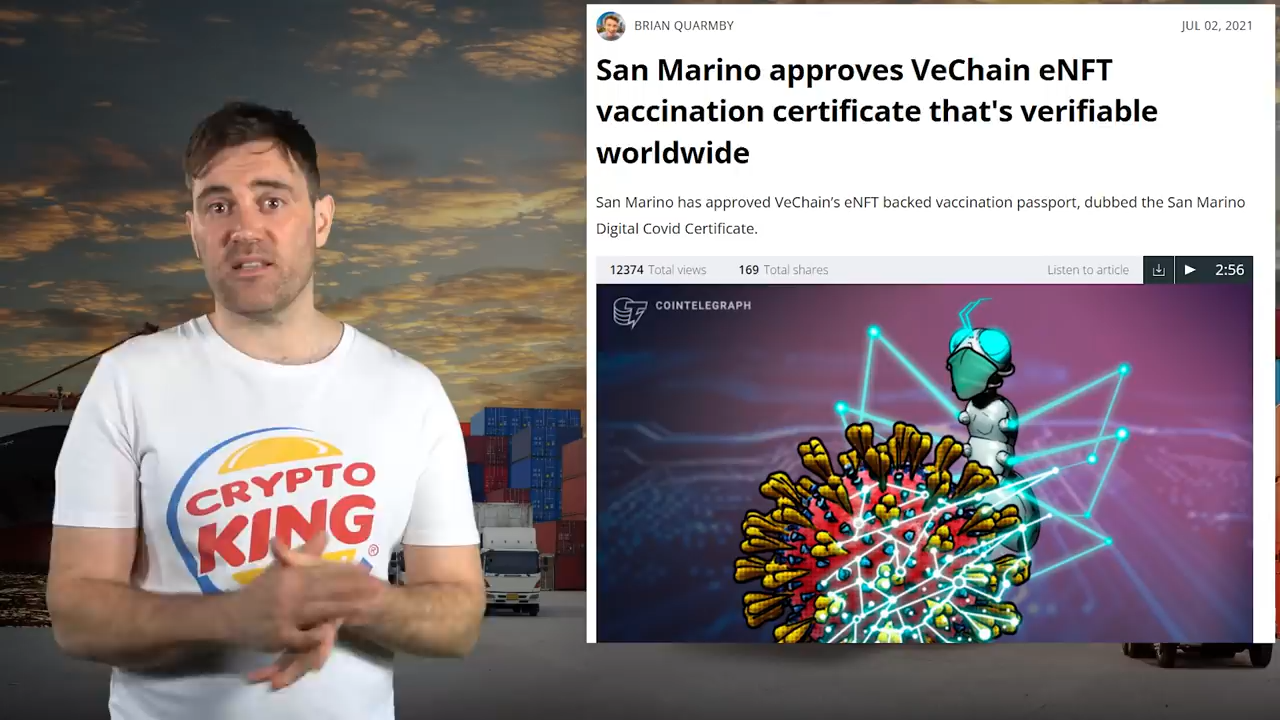 BRIAN QUARMBY
JUL 02, 2021
San Marino approves VeChain eNFT
vaccination certificate that's verifiable
worldwide
San Marino has approved VeChain’s eNFT backed vaccination passport, dubbed the San Marino
Digital Covid Certificate.
12374 Total views 169 Total shares
Listen to article
2:56
COINTELEGRAPH
CRYPTO
KING
®